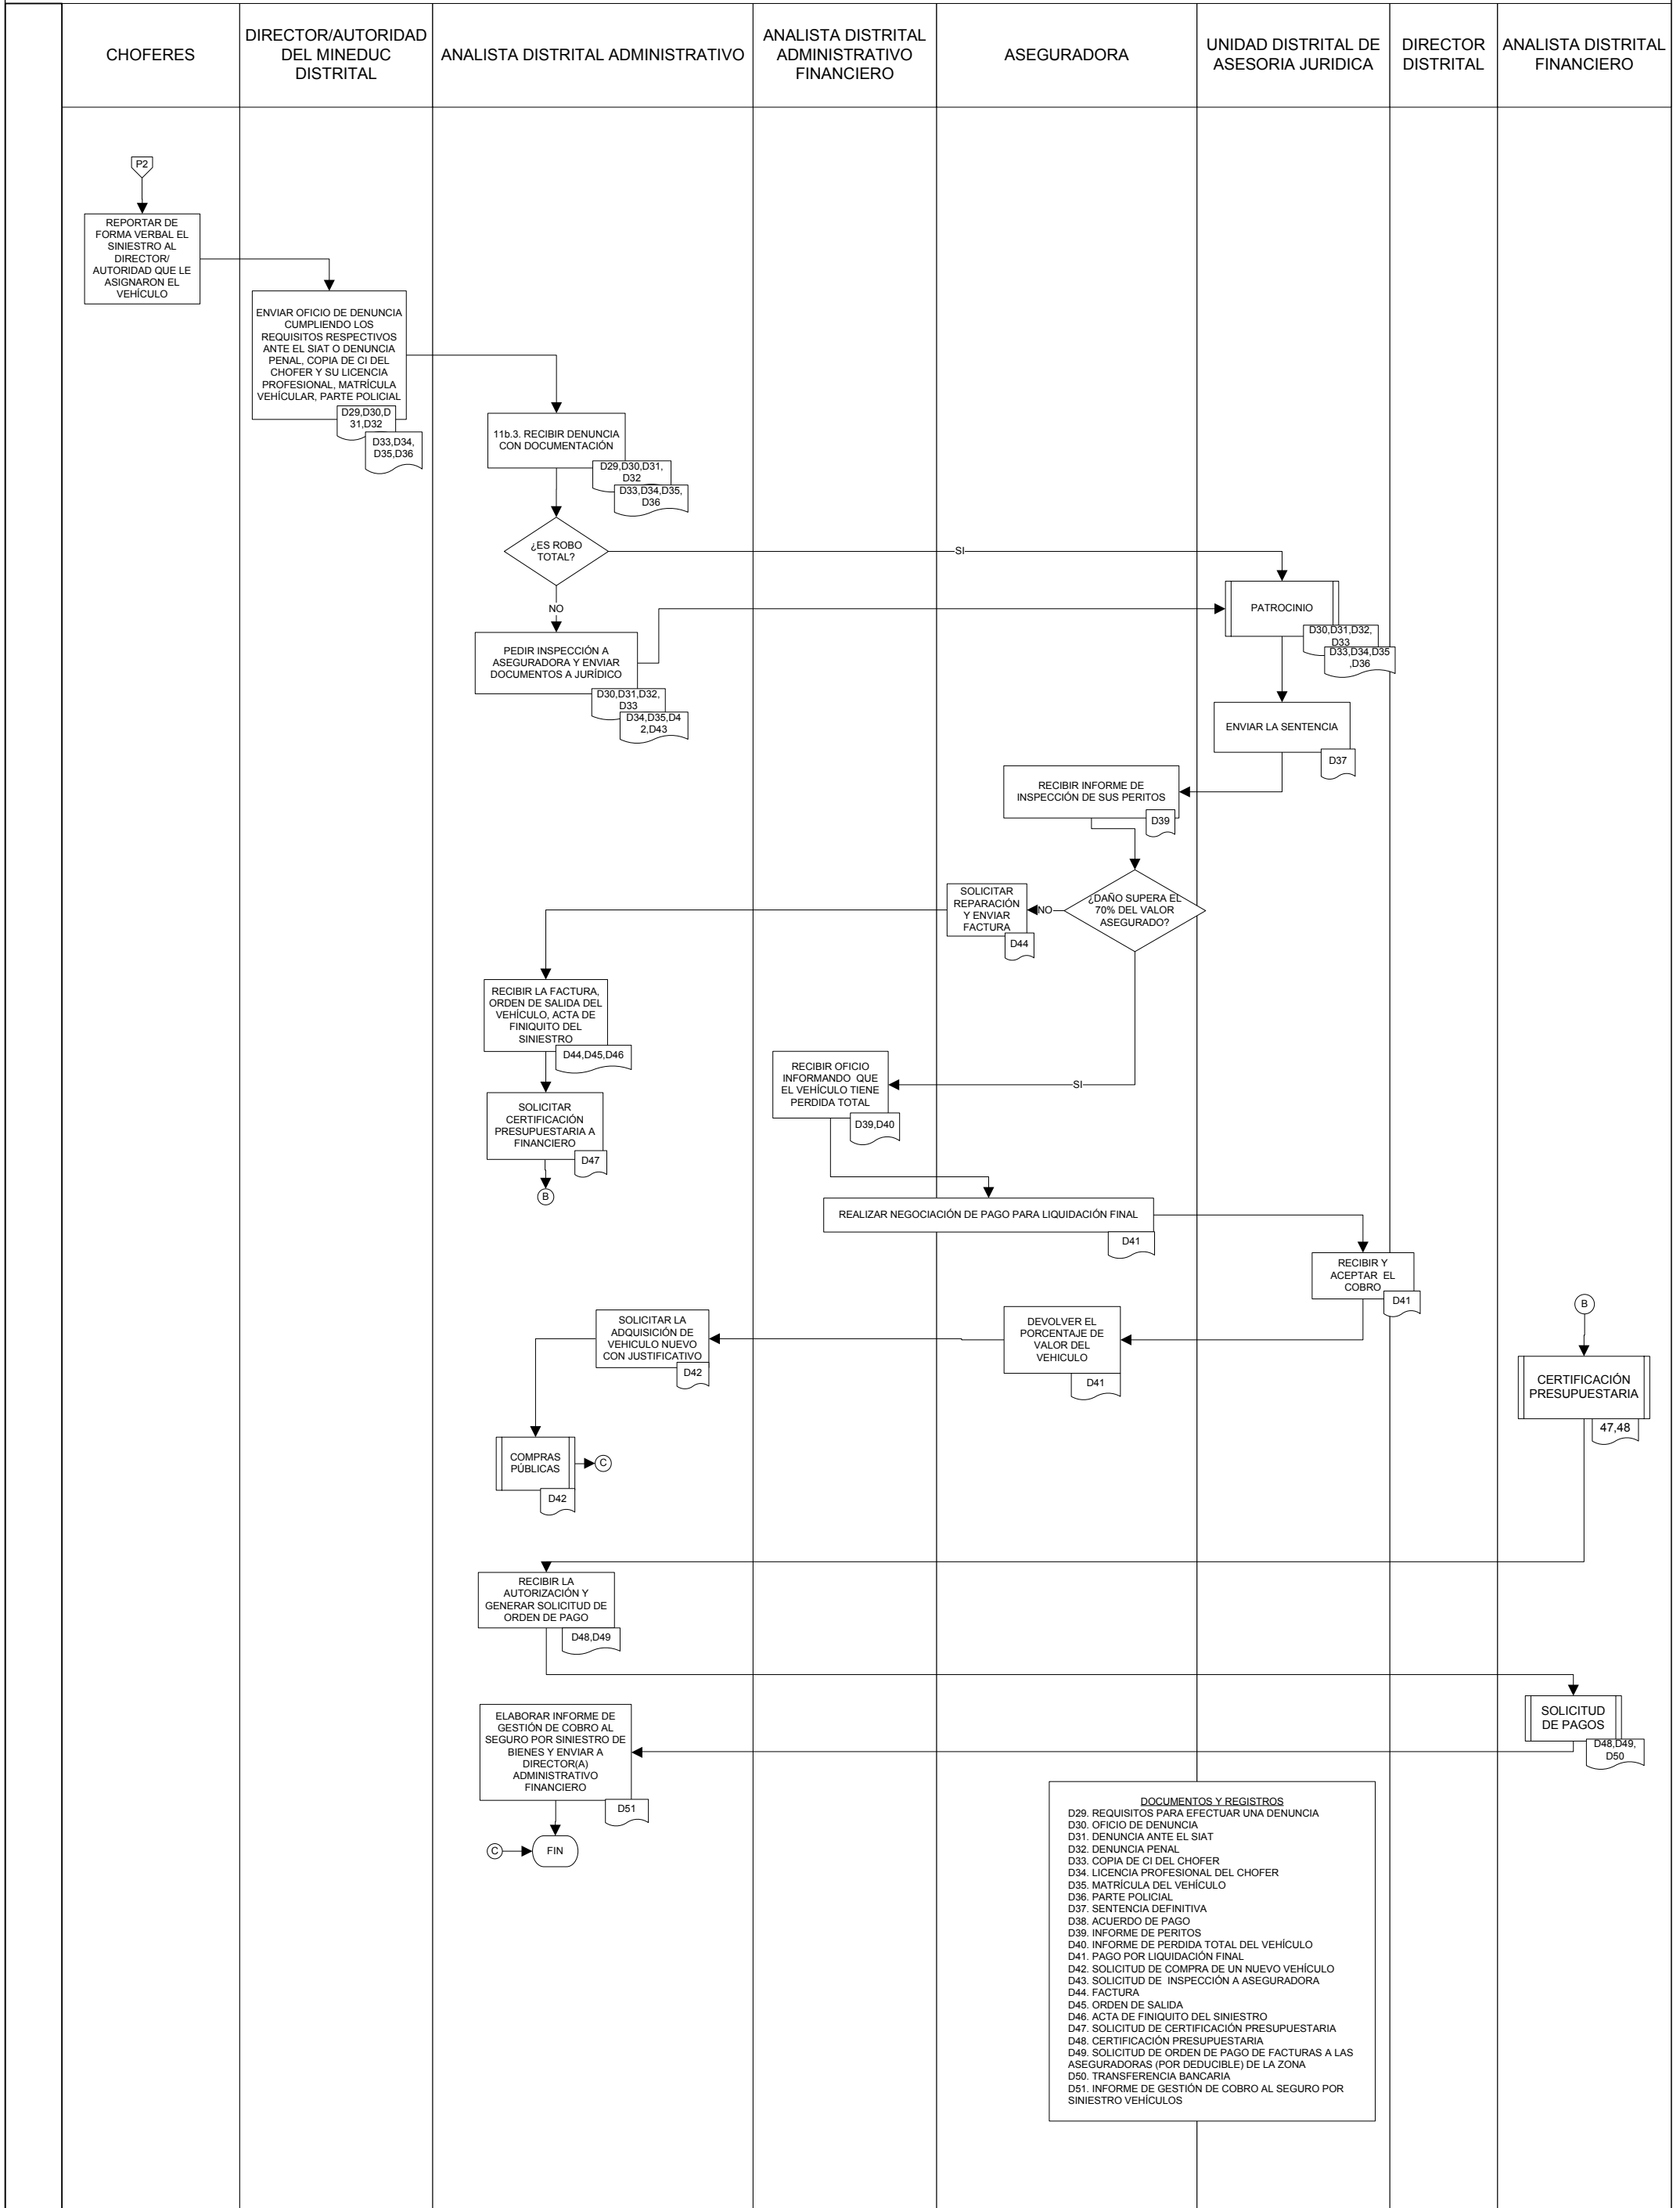 CHOFERES
DIRECTOR/AUTORIDAD
DEL MINEDUC
DISTRITAL
ANALISTA DISTRITAL ADMINISTRATIVO
ANALISTA DISTRITAL
ADMINISTRATIVO
FINANCIERO
ASEGURADORA
UNIDAD DISTRITAL DE
ASESORIA JURIDICA
DIRECTOR
DISTRITAL
ANALISTA DISTRITAL
FINANCIERO
P2
REPORTAR DE
FORMA VERBAL EL
SINIESTRO AL
DIRECTOR/
AUTORIDAD QUE LE
ASIGNARON EL
VEHÍCULO
ENVIAR OFICIO DE DENUNCIA
CUMPLIENDO LOS
REQUISITOS RESPECTIVOS
ANTE EL SIAT O DENUNCIA
PENAL, COPIA DE CI DEL
CHOFER Y SU LICENCIA
PROFESIONAL, MATRÍCULA
VEHÍCULAR, PARTE POLICIAL
D29,D30,D
31,D32
D33,D34,
D35,D36
11b.3. RECIBIR DENUNCIA
CON DOCUMENTACIÓN
D29,D30,D31,
D32
D33,D34,D35,
D36
¿ES ROBO
TOTAL?
SI
NO
PATROCINIO
D30,D31,D32,
D33
D33,D34,D35
,D36
PEDIR INSPECCIÓN A
ASEGURADORA Y ENVIAR
DOCUMENTOS A JURÍDICO
D30,D31,D32,
D33
D34,D35,D4
2,D43
ENVIAR LA SENTENCIA
D37
RECIBIR INFORME DE
INSPECCIÓN DE SUS PERITOS
D39
¿DAÑO SUPERA EL
70% DEL VALOR
ASEGURADO?
NO
SOLICITAR
REPARACIÓN
Y ENVIAR
FACTURA
D44
RECIBIR LA FACTURA,
ORDEN DE SALIDA DEL
VEHÍCULO, ACTA DE
FINIQUITO DEL
SINIESTRO
D44,D45,D46
SI
RECIBIR OFICIO
INFORMANDO QUE
EL VEHÍCULO TIENE
PERDIDA TOTAL
D39,D40
SOLICITAR
CERTIFICACIÓN
PRESUPUESTARIA A
FINANCIERO
D47
B
REALIZAR NEGOCIACIÓN DE PAGO PARA LIQUIDACIÓN FINAL
D41
RECIBIR Y
ACEPTAR EL
COBRO
D41
B
DEVOLVER EL
PORCENTAJE DE
VALOR DEL
VEHICULO
D41
SOLICITAR LA
ADQUISICIÓN DE
VEHICULO NUEVO
CON JUSTIFICATIVO
D42
CERTIFICACIÓN
PRESUPUESTARIA
47,48
COMPRAS
PÚBLICAS
D42
C
RECIBIR LA
AUTORIZACIÓN Y
GENERAR SOLICITUD DE
ORDEN DE PAGO
D48,D49
SOLICITUD
DE PAGOS
D48,D49,
D50
ELABORAR INFORME DE
GESTIÓN DE COBRO AL
SEGURO POR SINIESTRO DE
BIENES Y ENVIAR A
DIRECTOR(A)
ADMINISTRATIVO
FINANCIERO
D51
C
FIN
DOCUMENTOS Y REGISTROS
D29. REQUISITOS PARA EFECTUAR UNA DENUNCIA
D30. OFICIO DE DENUNCIA
D31. DENUNCIA ANTE EL SIAT
D32. DENUNCIA PENAL
D33. COPIA DE CI DEL CHOFER
D34. LICENCIA PROFESIONAL DEL CHOFER
D35. MATRÍCULA DEL VEHÍCULO
D36. PARTE POLICIAL
D37. SENTENCIA DEFINITIVA
D38. ACUERDO DE PAGO
D39. INFORME DE PERITOS
D40. INFORME DE PERDIDA TOTAL DEL VEHÍCULO
D41. PAGO POR LIQUIDACIÓN FINAL
D42. SOLICITUD DE COMPRA DE UN NUEVO VEHÍCULO
D43. SOLICITUD DE INSPECCIÓN A ASEGURADORA
D44. FACTURA
D45. ORDEN DE SALIDA
D46. ACTA DE FINIQUITO DEL SINIESTRO
D47. SOLICITUD DE CERTIFICACIÓN PRESUPUESTARIA
D48. CERTIFICACIÓN PRESUPUESTARIA
D49. SOLICITUD DE ORDEN DE PAGO DE FACTURAS A LAS
ASEGURADORAS (POR DEDUCIBLE) DE LA ZONA
D50. TRANSFERENCIA BANCARIA
D51. INFORME DE GESTIÓN DE COBRO AL SEGURO POR
SINIESTRO VEHÍCULOS